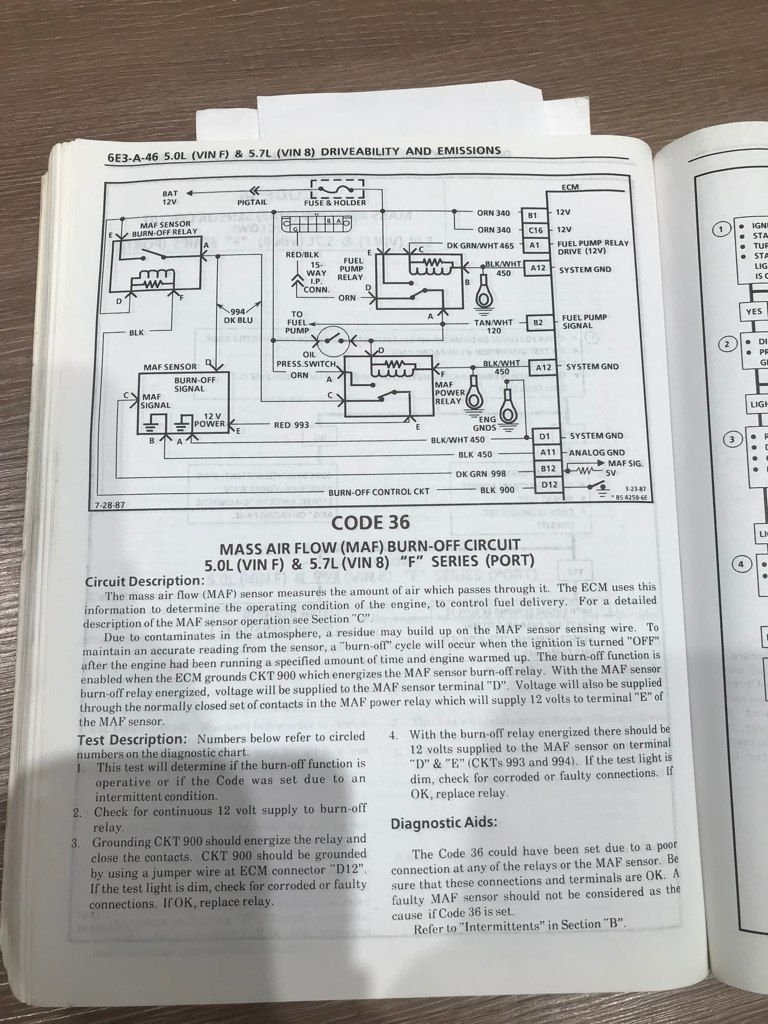 6E3-A-46 5.0L (VIN F) & 5.7L (VIN 8) DRIVEABILITY AND EMISSIONS
ECM
BAT
12V
PIGTAIL
FUSE & HOLDER
MAF SENSOR
BURN-OFF RELAY
E
A
D
F
BLK
994
DK BLU
RED/BLK
15-
WAY
I.P.
CONN.
G
B A
FUEL
PUMP
RELAY
E
C
D
B
A
ORN
ORN 340
B1
12V
ORN 340
C16
12V
DK GRN/WHT 465
A1
FUEL PUMP RELAY
DRIVE (12V)
BLK/WHT
450
A12
SYSTEM GND
TO
FUEL
PUMP
TAN/WHT
120
B2
FUEL PUMP
SIGNAL
OIL
PRESS.SWITCH
ORN
D
A
C
F
E
BLK/WHT
450
A12
SYSTEM GND
MAF
POWER
RELAY
ENG
GNDS
MAF SENSOR
D
BURN-OFF
SIGNAL
C
MAF
SIGNAL
12 V
POWER
E
B
A
RED 993
BLK/WHT 450
D1
SYSTEM GND
BLK 450
A11
ANALOG GND
DK GRN 998
B12
MAF SIG.
5V
BURN-OFF CONTROL CKT
BLK 900
D12
7-28-87
3-23-87
* 8S 4250-6E
CODE 36
MASS AIR FLOW (MAF) BURN-OFF CIRCUIT
5.0L (VIN F) & 5.7L (VIN 8) "F" SERIES (PORT)
Circuit Description:
The mass air flow (MAF) sensor measures the amount of air which passes through it. The ECM uses this
information to determine the operating condition of the engine, to control fuel delivery. For a detailed
description of the MAF sensor operation see Section "C".
Due to contaminates in the atmosphere, a residue may build up on the MAF sensor sensing wire. To
maintain an accurate reading from the sensor, a "burn-off" cycle will occur when the ignition is turned "OFF"
after the engine had been running a specified amount of time and engine warmed up. The burn-off function is
enabled when the ECM grounds CKT 900 which energizes the MAF sensor burn-off relay. With the MAF sensor
burn-off relay energized, voltage will be supplied to the MAF sensor terminal "D". Voltage will also be supplied
through the normally closed set of contacts in the MAF power relay which will supply 12 volts to terminal "E" of
the MAF sensor.
Test Description: Numbers below refer to circled
numbers on the diagnostic chart.
1. This test will determine if the burn-off function is
operative or if the Code was set due to an
intermittent condition.
2. Check for continuous 12 volt supply to burn-off
relay.
3. Grounding CKT 900 should energize the relay and
close the contacts. CKT 900 should be grounded
by using a jumper wire at ECM connector "D12".
If the test light is dim, check for corroded or faulty
connections. If OK, replace relay.
4. With the burn-off relay energized there should be
12 volts supplied to the MAF sensor on terminal
"D" & "E" (CKTs 993 and 994). If the test light is
dim, check for corroded or faulty connections. If
OK, replace relay.
Diagnostic Aids:
The Code 36 could have been set due to a poor
connection at any of the relays or the MAF sensor. Be
sure that these connections and terminals are OK. A
faulty MAF sensor should not be considered as the
cause if Code 36 is set.
Refer to "Intermittents" in Section "B".
1
YES
2
3
4